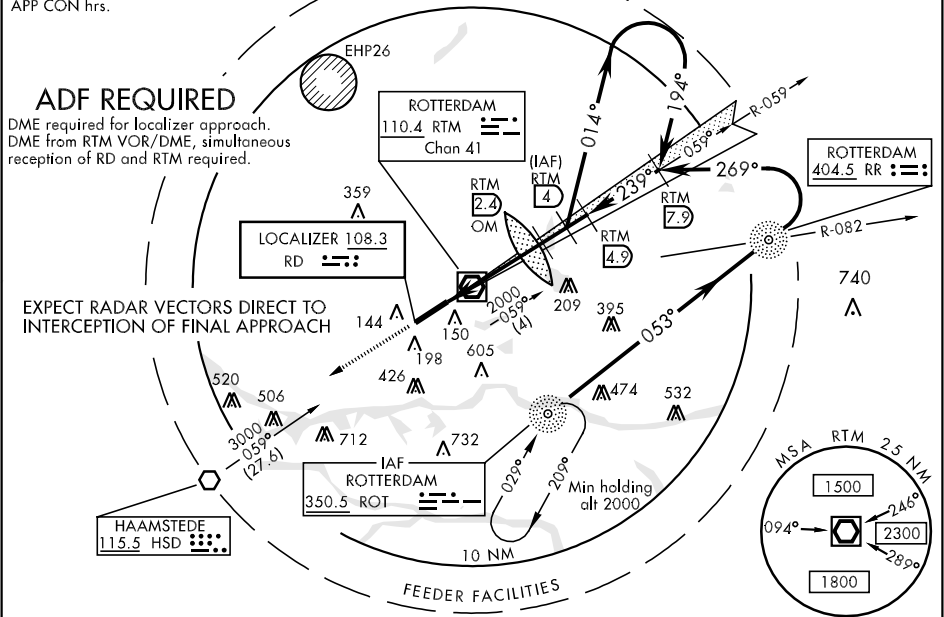 APP CON hrs.
EHP26
ADF REQUIRED
DME required for localizer approach.
DME from RTM VOR/DME, simultaneous
reception of RD and RTM required.
ROTTERDAM
110.4 RTM
Chan 41
014°
194°
R-059
059°
239°
269°
ROTTERDAM
404.5 RR
R-082
(IAF)
RTM
4
RTM
2.4
OM
RTM
7.9
RTM
4.9
359
LOCALIZER 108.3
RD
EXPECT RADAR VECTORS DIRECT TO
INTERCEPTION OF FINAL APPROACH
144
150
198
2000
059°
(4)
209
395
740
053°
605
426
474
532
520
506
712
732
3000
059°
(27.6)
IAF
ROTTERDAM
350.5 ROT
029°
209°
Min holding
alt 2000
HAAMSTEDE
115.5 HSD
10 NM
FEEDER FACILITIES
MSA RTM 25 NM
1500
246°
094°
2300
289°
1800